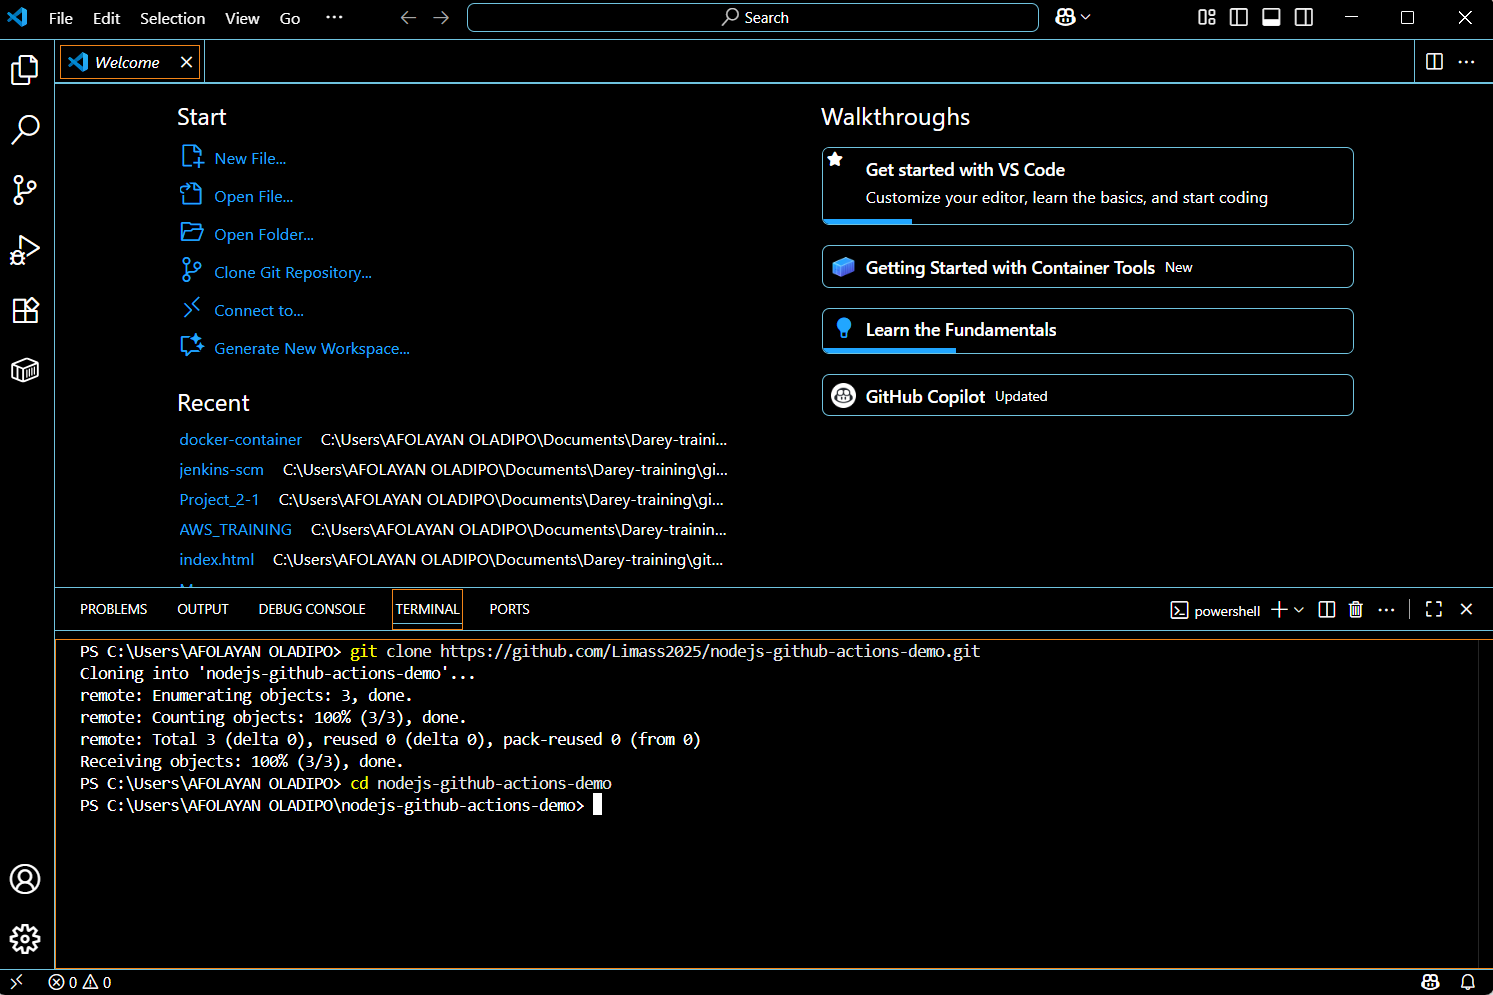 File Edit Selection View Go ··· Search
Welcome
Start
New File...
Open File...
Open Folder...
Clone Git Repository...
Connect to...
Generate New Workspace...
Recent
docker-container C:\Users\AFOLAYAN OLADIPO\Documents\Darey-traini...
jenkins-scm C:\Users\AFOLAYAN OLADIPO\Documents\Darey-training\gi...
Project_2-1 C:\Users\AFOLAYAN OLADIPO\Documents\Darey-training\gi...
AWS_TRAINING C:\Users\AFOLAYAN OLADIPO\Documents\Darey-trainin...
index.html C:\Users\AFOLAYAN OLADIPO\Documents\Darey-training\git...
Walkthroughs
Get started with VS Code
Customize your editor, learn the basics, and start coding
Getting Started with Container Tools New
Learn the Fundamentals
GitHub Copilot Updated
PROBLEMS OUTPUT DEBUG CONSOLE TERMINAL PORTS powershell
PS C:\Users\AFOLAYAN OLADIPO> git clone https://github.com/Limass2025/nodejs-github-actions-demo.git
Cloning into 'nodejs-github-actions-demo'...
remote: Enumerating objects: 3, done.
remote: Counting objects: 100% (3/3), done.
remote: Total 3 (delta 0), reused 0 (delta 0), pack-reused 0 (from 0)
Receiving objects: 100% (3/3), done.
PS C:\Users\AFOLAYAN OLADIPO> cd nodejs-github-actions-demo
PS C:\Users\AFOLAYAN OLADIPO\nodejs-github-actions-demo>
0 0